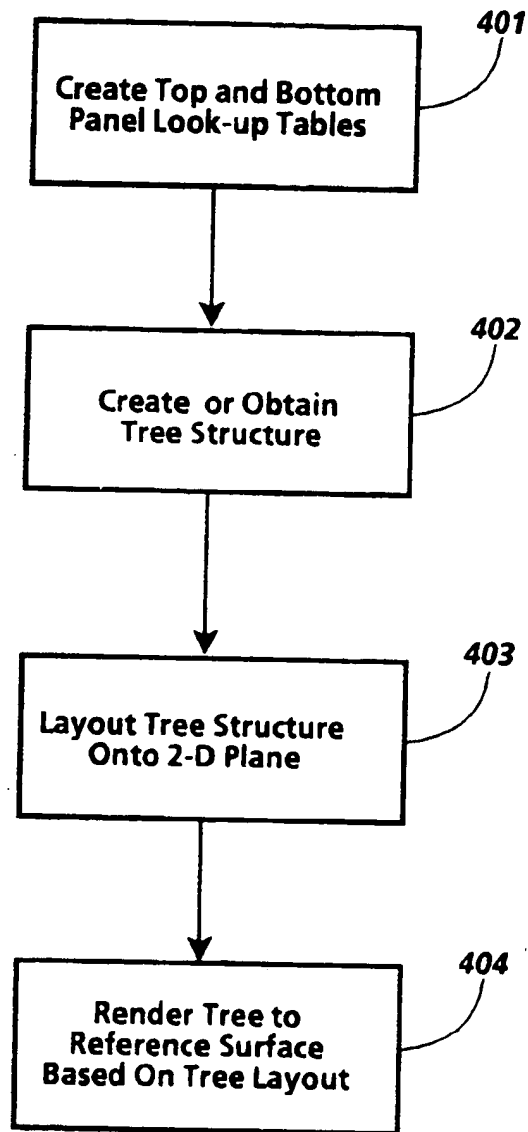 401
Create Top and Bottom
Panel Look-up Tables
402
Create or Obtain
Tree Structure
403
Layout Tree Structure
Onto 2-D Plane
404
Render Tree to
Reference Surface
Based On Tree Layout